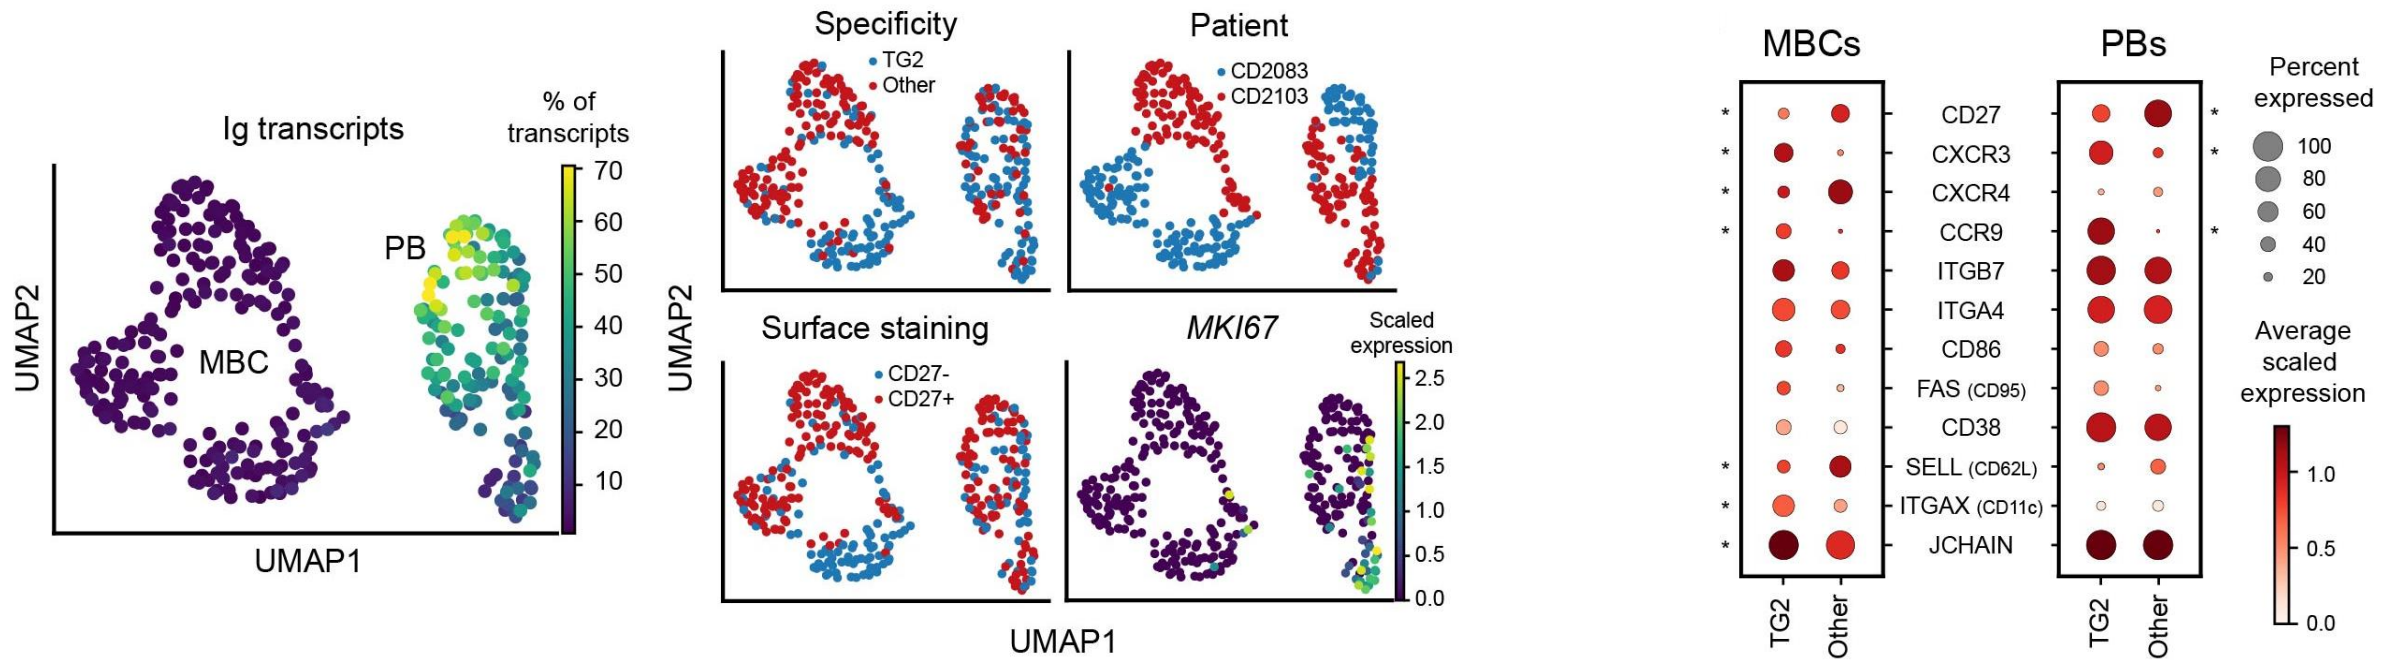 Ig transcripts
% of
transcripts
70
60
50
40
30
20
10
PB
MBC
UMAP2
UMAP1
Specificity
TG2
Other
Patient
CD2083
CD2103
Surface staining
CD27-
CD27+
MKI67
Scaled
expression
2.5
2.0
1.5
1.0
0.5
0.0
UMAP2
UMAP1
MBCs
PBs
* CD27 *
* CXCR3 *
* CXCR4
* CCR9 *
ITGB7
ITGA4
CD86
FAS (CD95)
CD38
* SELL (CD62L)
* ITGAX (CD11c)
* JCHAIN
TG2
Other
TG2
Other
Percent
expressed
100
80
60
40
20
Average
scaled
expression
1.0
0.5
0.0